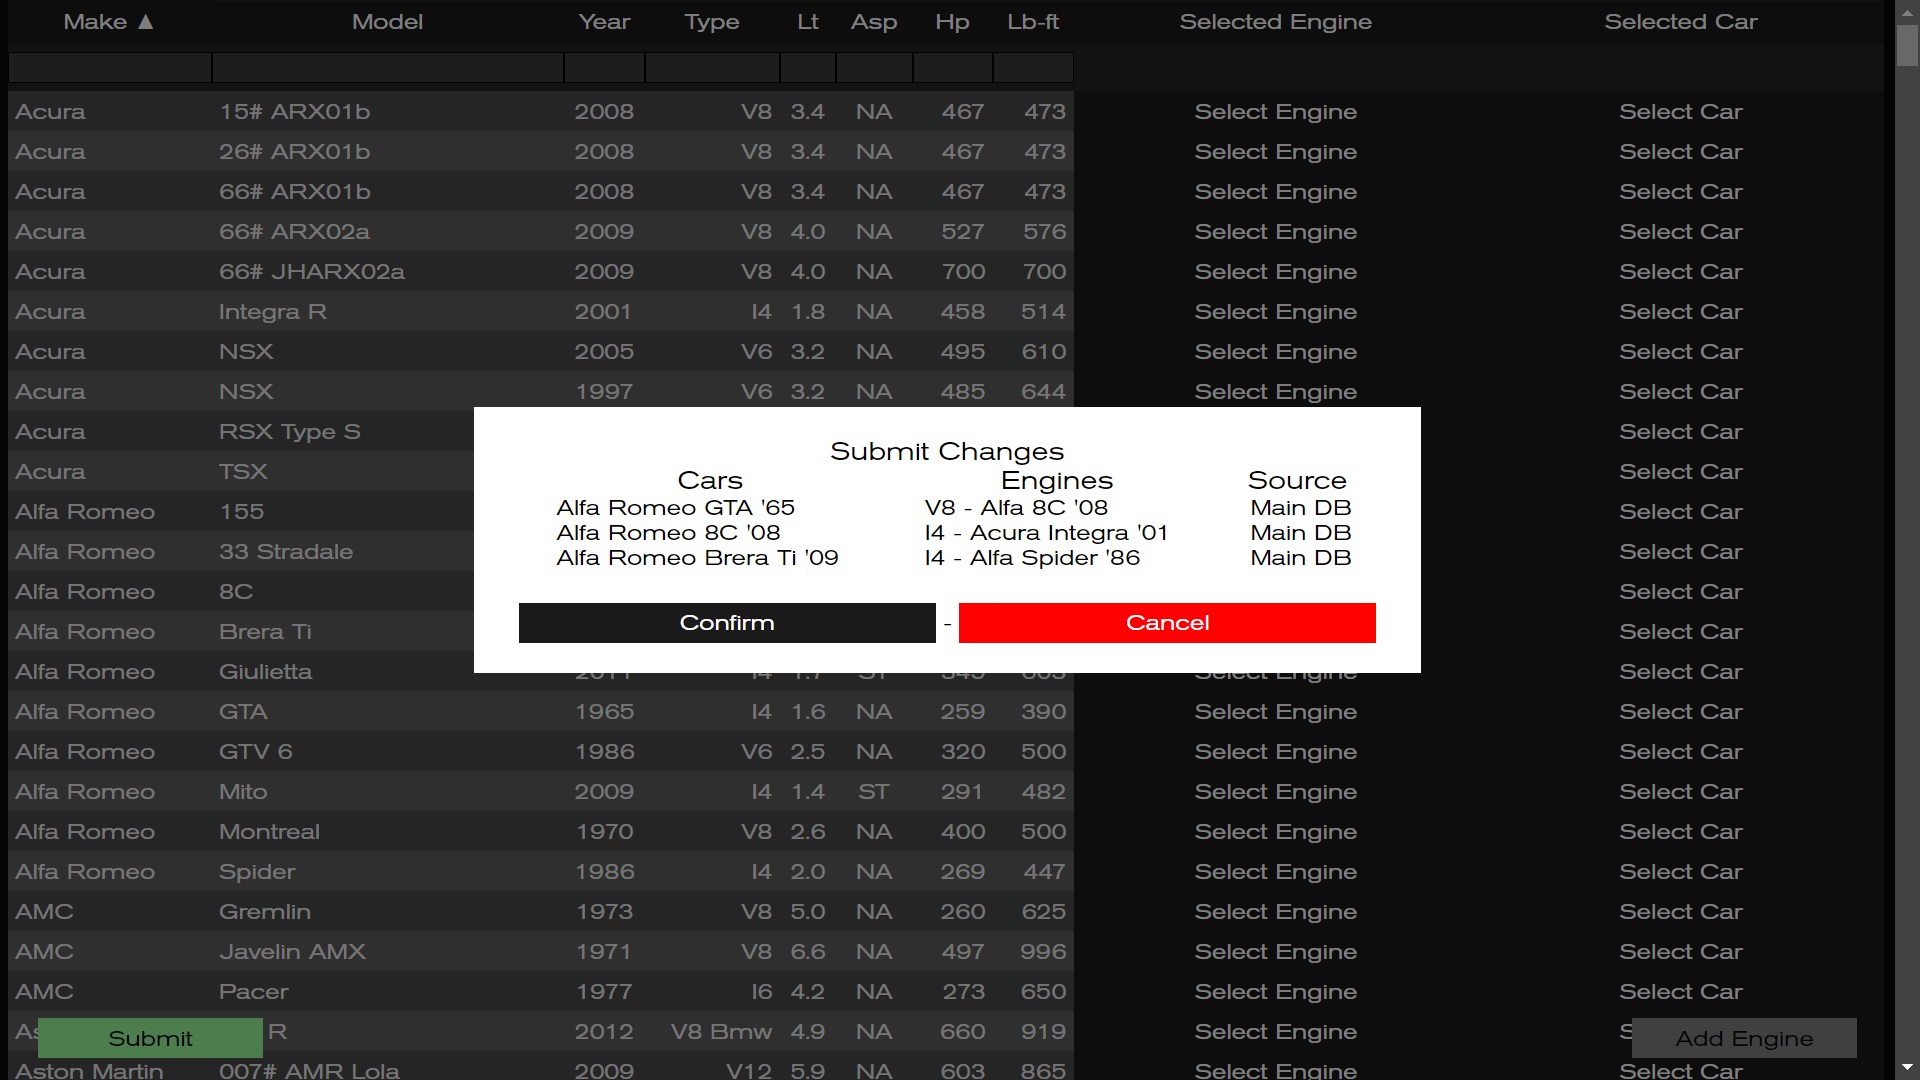 Make ▲ Model Year Type Lt Asp Hp Lb-ft Selected Engine Selected Car
Acura 15# ARX01b 2008 V8 3.4 NA 467 473 Select Engine Select Car
Acura 26# ARX01b 2008 V8 3.4 NA 467 473 Select Engine Select Car
Acura 66# ARX01b 2008 V8 3.4 NA 467 473 Select Engine Select Car
Acura 66# ARX02a 2009 V8 4.0 NA 527 576 Select Engine Select Car
Acura 66# JHARX02a 2009 V8 4.0 NA 700 700 Select Engine Select Car
Acura Integra R 2001 I4 1.8 NA 458 514 Select Engine Select Car
Acura NSX 2005 V6 3.2 NA 495 610 Select Engine Select Car
Acura NSX 1997 V6 3.2 NA 485 644 Select Engine Select Car
Acura RSX Type S Select Car
Acura TSX Select Car
Alfa Romeo 155 Select Car
Alfa Romeo 33 Stradale Select Car
Alfa Romeo 8C Select Car
Alfa Romeo Brera Ti Select Car
Submit Changes
Cars Engines Source
Alfa Romeo GTA '65 V8 - Alfa 8C '08 Main DB
Alfa Romeo 8C '08 I4 - Acura Integra '01 Main DB
Alfa Romeo Brera Ti '09 I4 - Alfa Spider '86 Main DB
Confirm - Cancel
Alfa Romeo Giulietta Select Engine Select Car
Alfa Romeo GTA 1965 I4 1.6 NA 259 390 Select Engine Select Car
Alfa Romeo GTV 6 1986 V6 2.5 NA 320 500 Select Engine Select Car
Alfa Romeo Mito 2009 I4 1.4 ST 291 482 Select Engine Select Car
Alfa Romeo Montreal 1970 V8 2.6 NA 400 500 Select Engine Select Car
Alfa Romeo Spider 1986 I4 2.0 NA 269 447 Select Engine Select Car
AMC Gremlin 1973 V8 5.0 NA 260 625 Select Engine Select Car
AMC Javelin AMX 1971 V8 6.6 NA 497 996 Select Engine Select Car
AMC Pacer 1977 I6 4.2 NA 273 650 Select Engine Select Car
R 2012 V8 Bmw 4.9 NA 660 919 Select Engine
Submit Add Engine
Aston Martin 007# AMR Lola 2009 V12 5.9 NA 603 865 Select Engine Select Car